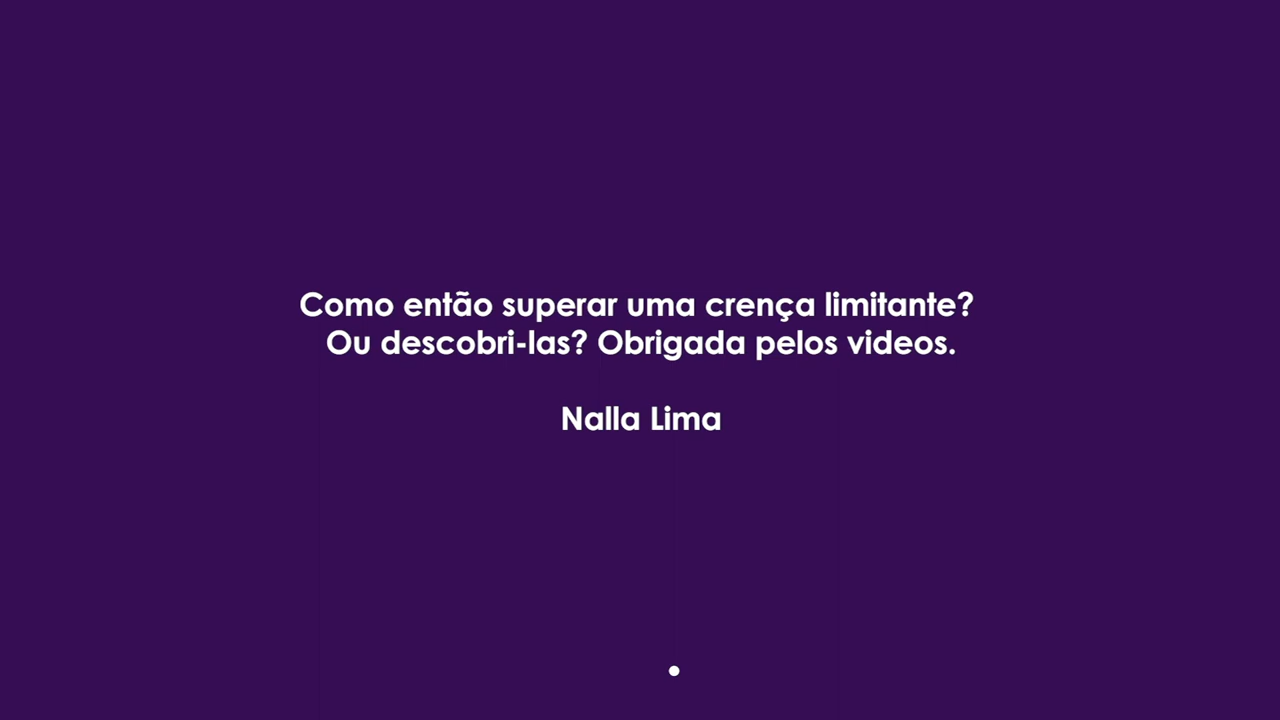 Como então superar uma crença limitante?
Ou descobri-las? Obrigada pelos videos.
Nalla Lima